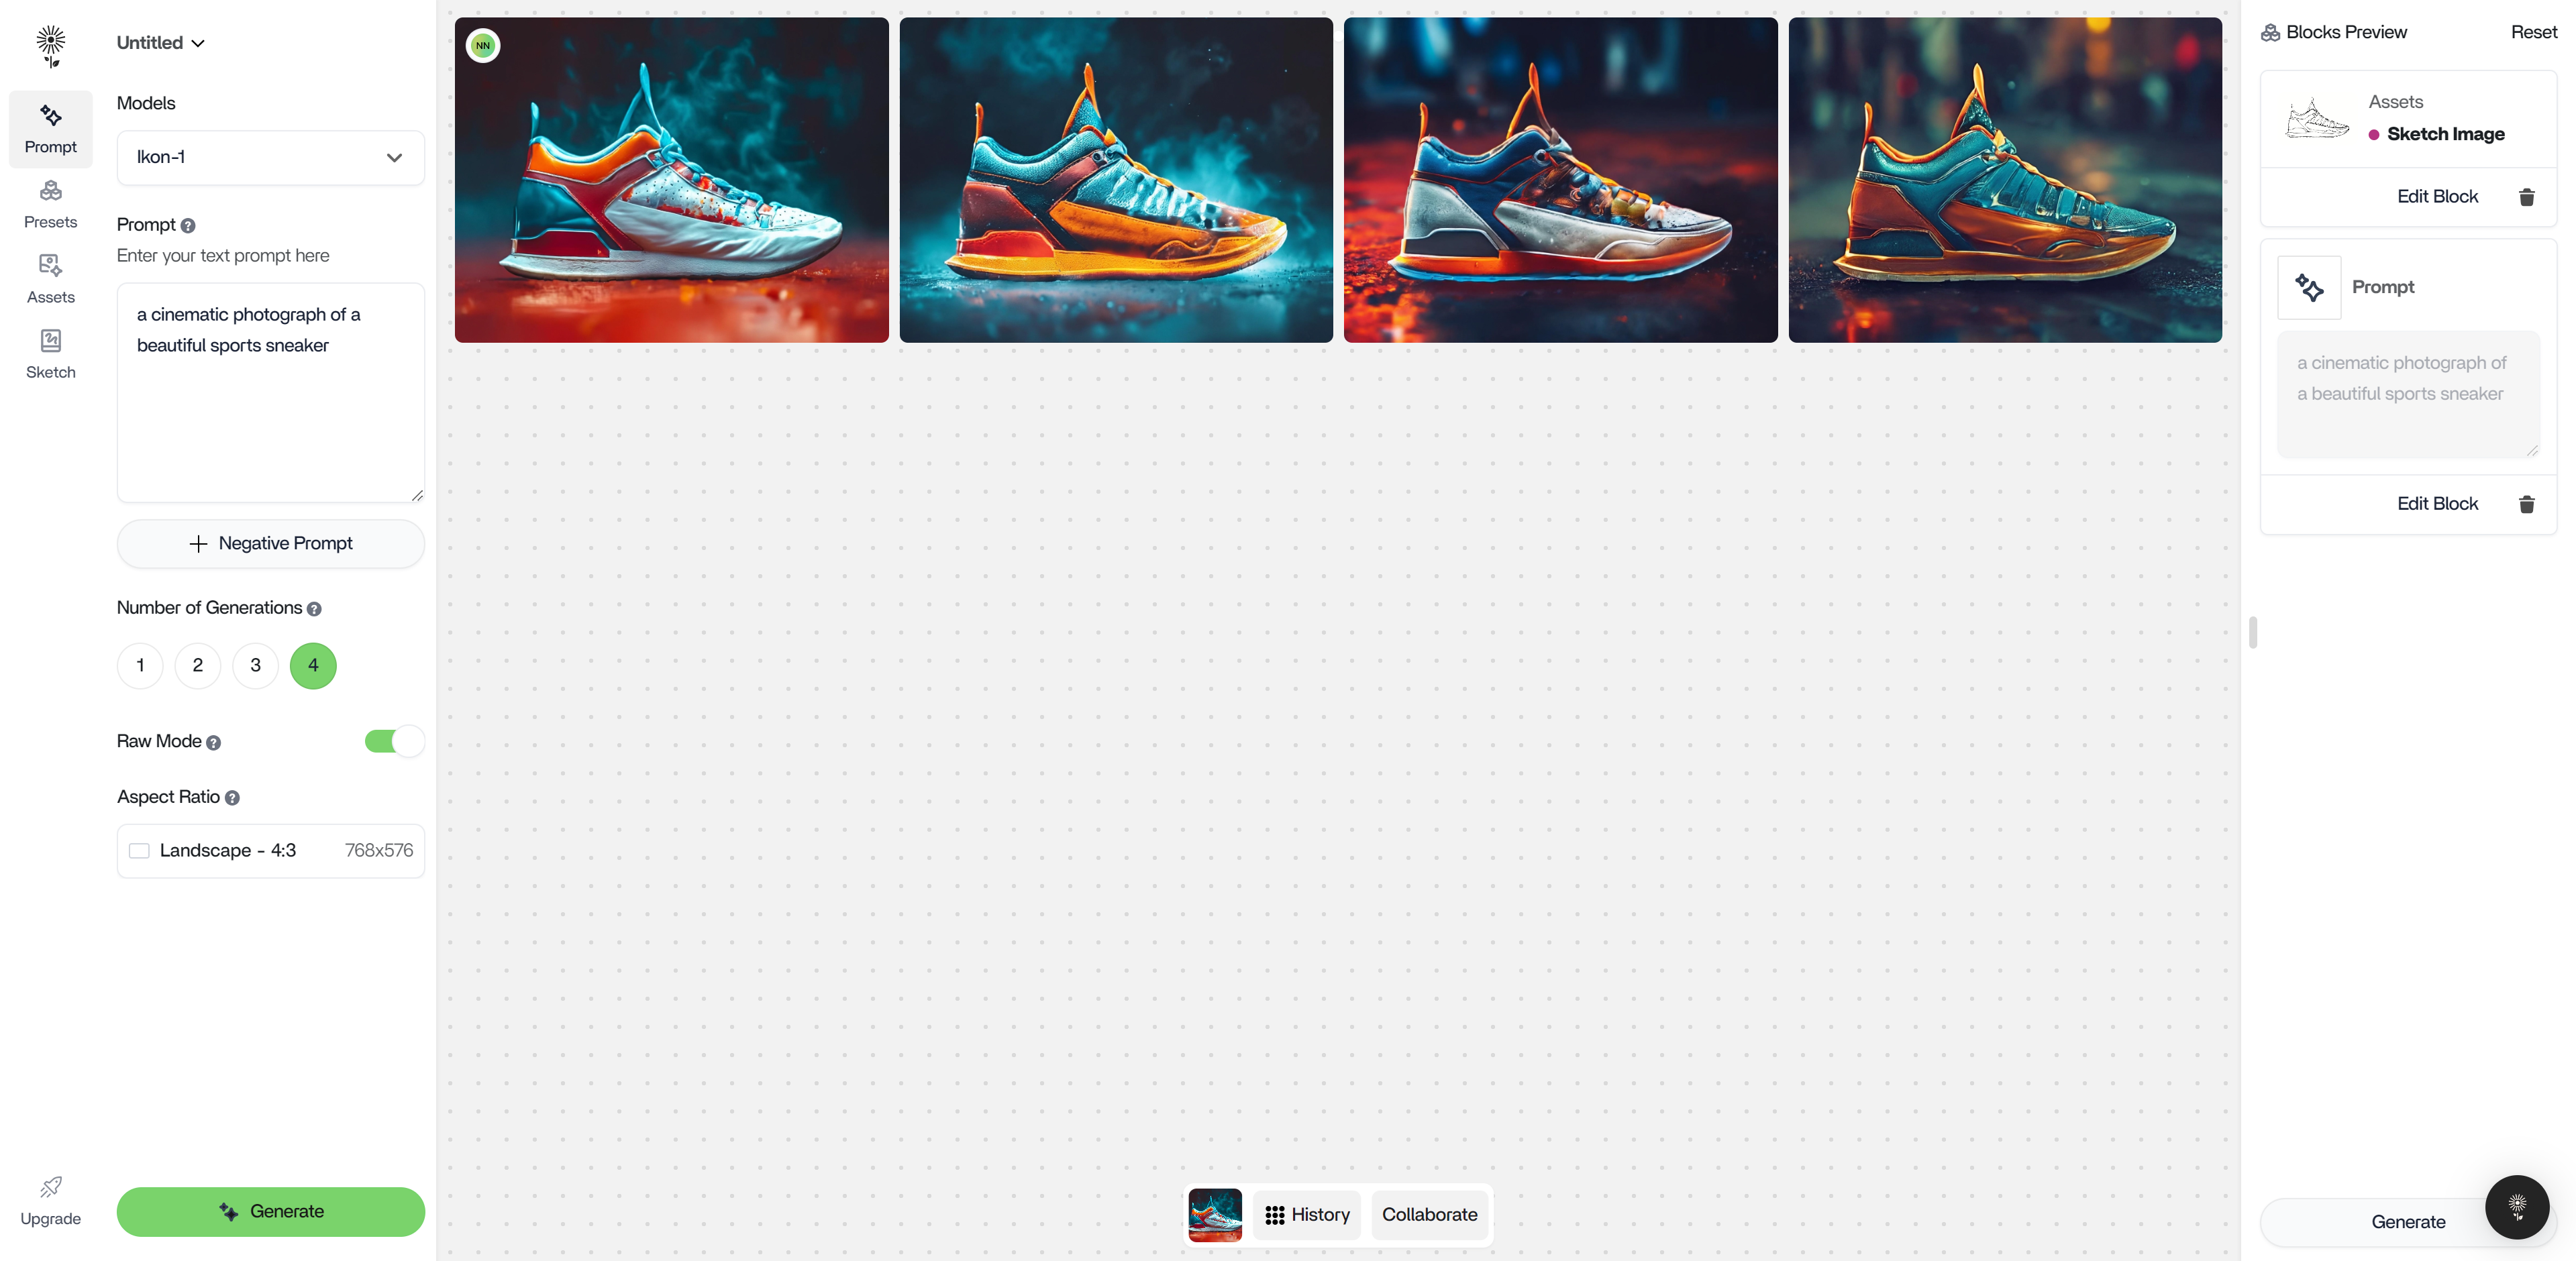 Untitled
Models
Ikon-1
Prompt
Enter your text prompt here
a cinematic photograph of a
beautiful sports sneaker
Negative Prompt
Number of Generations
1 2 3 4
Raw Mode
Aspect Ratio
Landscape - 4:3 768x576
Generate
Prompt
Presets
Assets
Sketch
Upgrade
NN
History
Collaborate
Blocks Preview
Reset
Assets
Sketch Image
Edit Block
Prompt
a cinematic photograph of
a beautiful sports sneaker
Edit Block
Generate